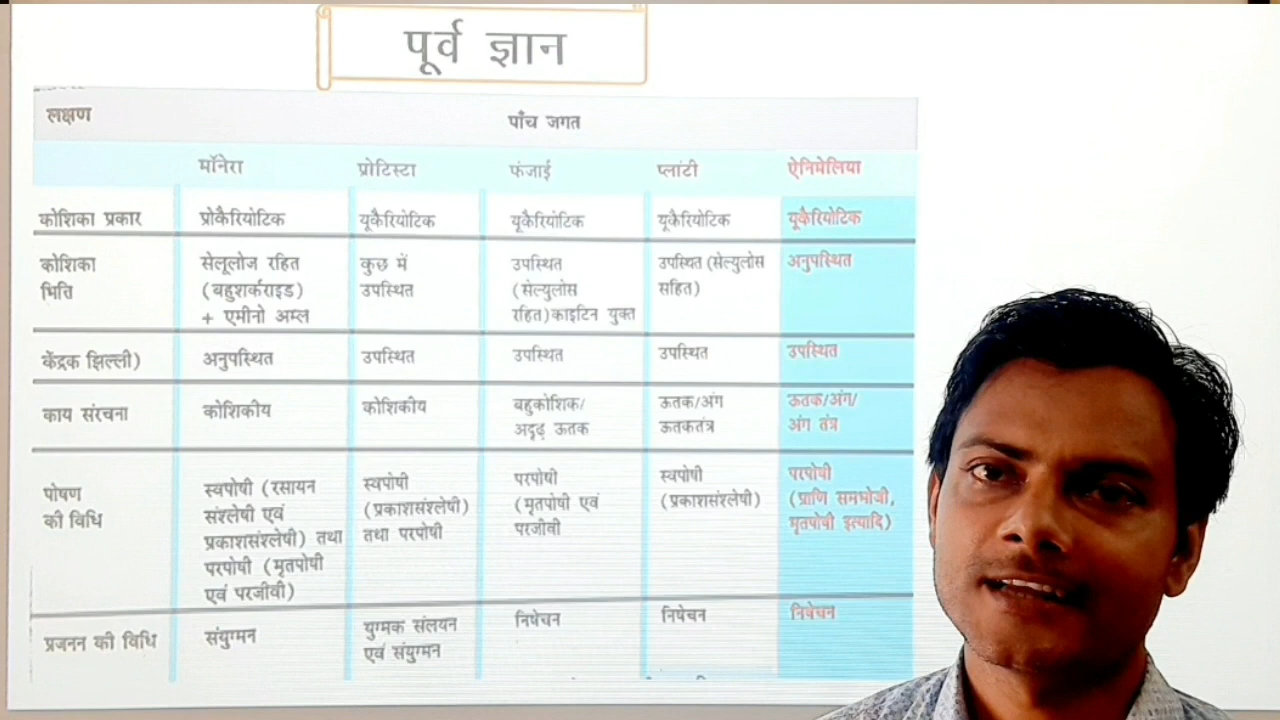 पूर्व ज्ञान
लक्षण पाँच जगत
मॉनेरा प्रोटिस्टा फंजाई प्लांटी ऐनिमेलिया
कोशिका प्रकार प्रोकैरियोटिक यूकैरियोटिक यूकैरियोटिक यूकैरियोटिक यूकैरियोटिक
कोशिका सेलूलोज रहित कुछ में उपस्थित उपस्थित (सेल्युलोस अनुपस्थित
भित्ति (बहुशर्कराइड) उपस्थित (सेल्युलोस सहित)
+ एमीनो अम्ल रहित)काइटिन युक्त
केंद्रक झिल्ली) अनुपस्थित उपस्थित उपस्थित उपस्थित उपस्थित
काय संरचना कोशिकीय कोशिकीय बहुकोशिक/ ऊतक/अंग ऊतक/अंग/
अदृढ़ ऊतक ऊतकतंत्र अंग तंत्र
पोषण स्वपोषी (रसायन स्वपोषी परपोषी स्वपोषी परपोषी
की विधि संश्लेषी एवं (प्रकाशसंश्लेषी) (मृतपोषी एवं (प्रकाशसंश्लेषी) (प्राणि समभोजी,
प्रकाशसंश्लेषी) तथा तथा परपोषी परजीवी मृतपोषी इत्यादि)
परपोषी (मृतपोषी
एवं परजीवी)
प्रजनन की विधि संयुग्मन युग्मक संलयन निषेचन निषेचन निषेचन
एवं संयुग्मन